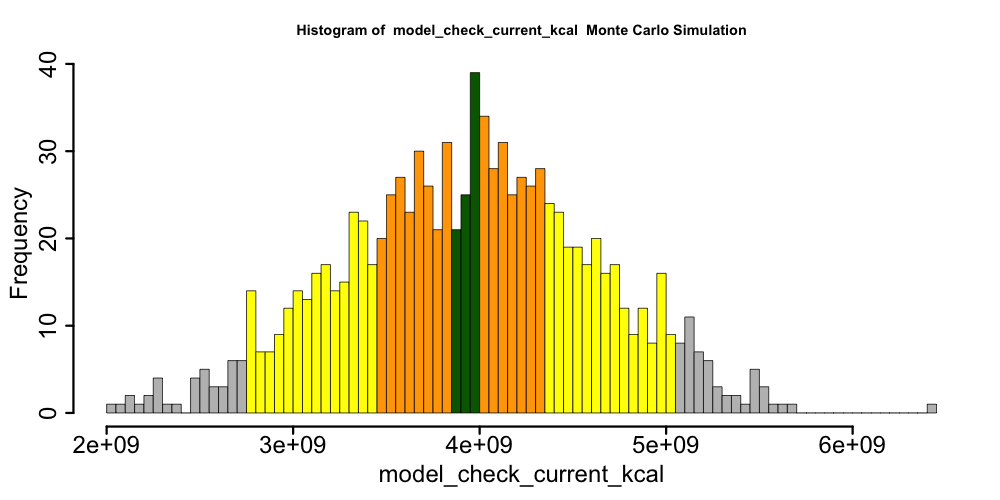 Histogram of  model_check_current_kcal  Monte Carlo Simulation
40
30
20
10
0
Frequency
2e+09 3e+09 4e+09 5e+09 6e+09
model_check_current_kcal